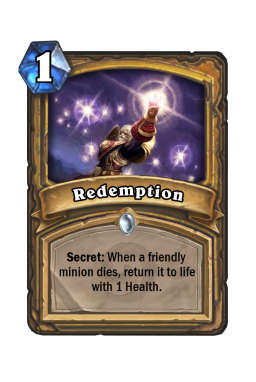 1
Redemption
Secret: When a friendly
minion dies, return it to life
with 1 Health.